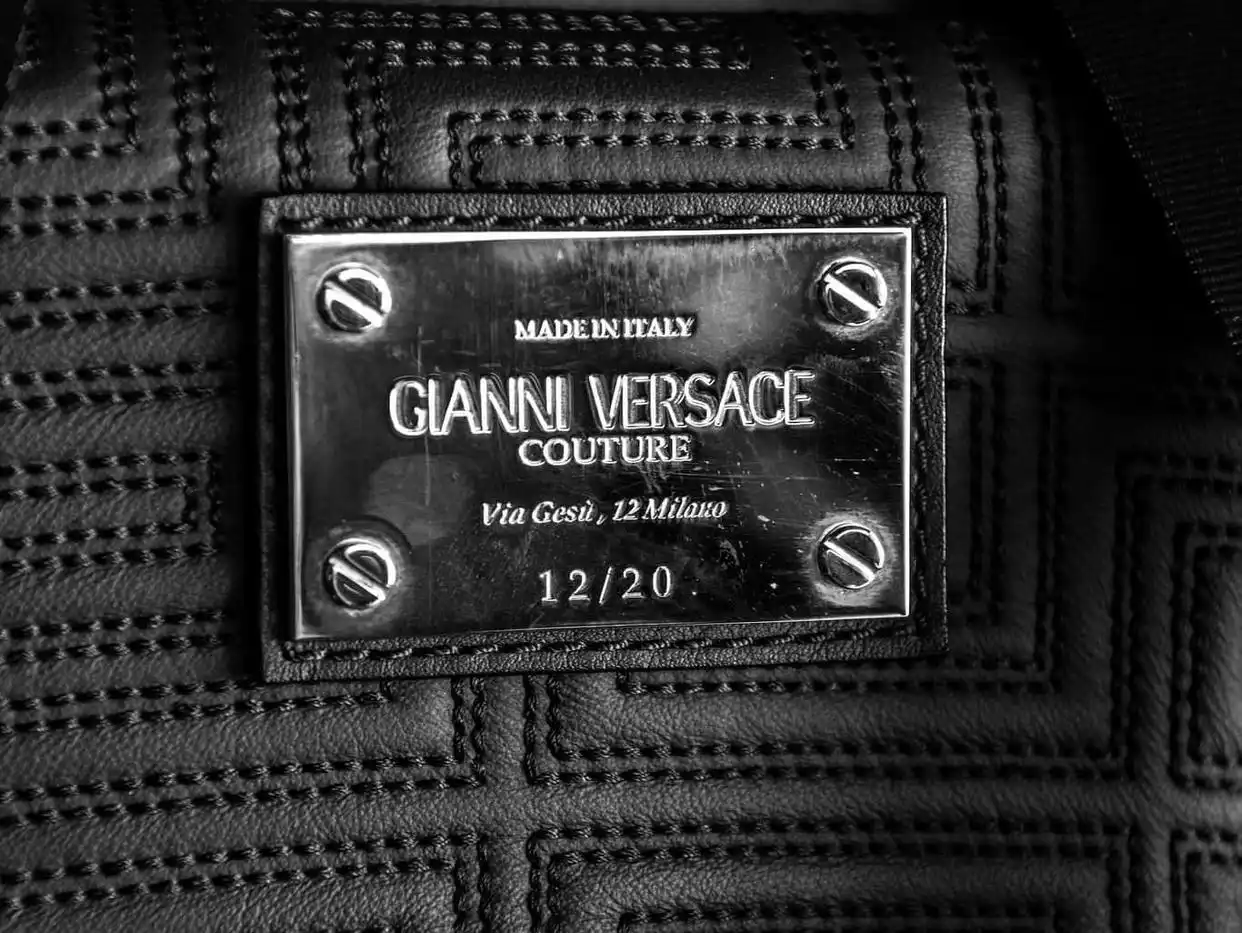 MADE IN ITALY
GIANNI VERSACE
COUTURE
Via Gesù, 12 Milano
12/20